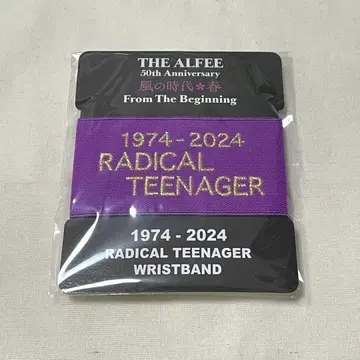 THE ALFEE
50th Anniversary
風の時代✲春
From The Beginning
1974-2024
RADICAL
TEENAGER
1974 - 2024
RADICAL TEENAGER
WRISTBAND